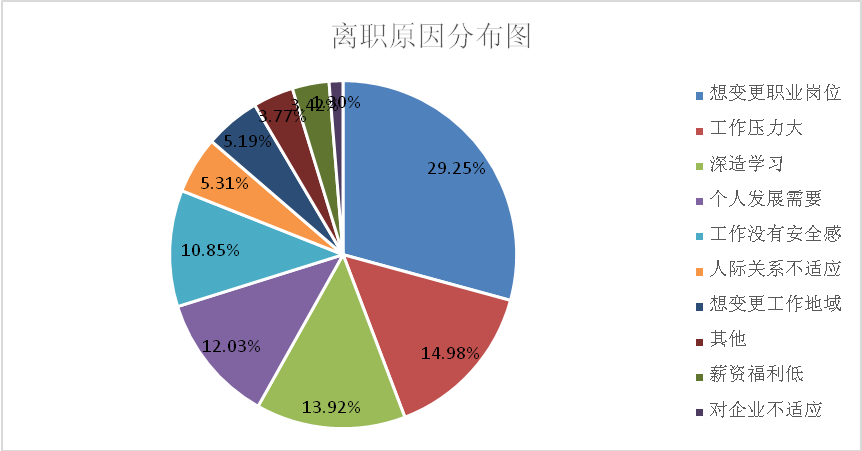 离职原因分布图
29.25%
14.98%
13.92%
12.03%
10.85%
5.31%
5.19%
3.77%
3.42%
1.30%
想变更职业岗位
工作压力大
深造学习
个人发展需要
工作没有安全感
人际关系不适应
想变更工作地域
其他
薪资福利低
对企业不适应